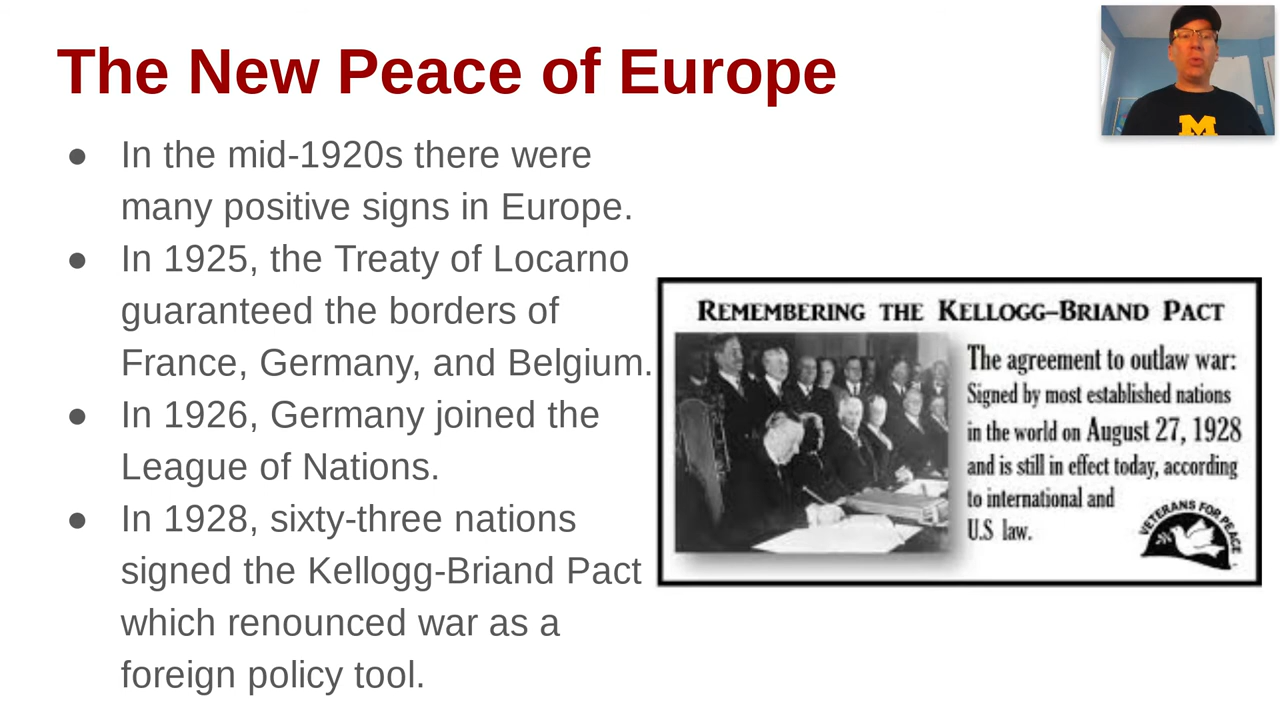 The New Peace of Europe
M
● In the mid-1920s there were
many positive signs in Europe.
● In 1925, the Treaty of Locarno
guaranteed the borders of
France, Germany, and Belgium.
● In 1926, Germany joined the
League of Nations.
● In 1928, sixty-three nations
signed the Kellogg-Briand Pact
which renounced war as a
foreign policy tool.
REMEMBERING THE KELLOGG–BRIAND PACT
The agreement to outlaw war:
Signed by most established nations
in the world on August 27, 1928
and is still in effect today, according
to international and
U.S law.
VETERANS FOR PEACE